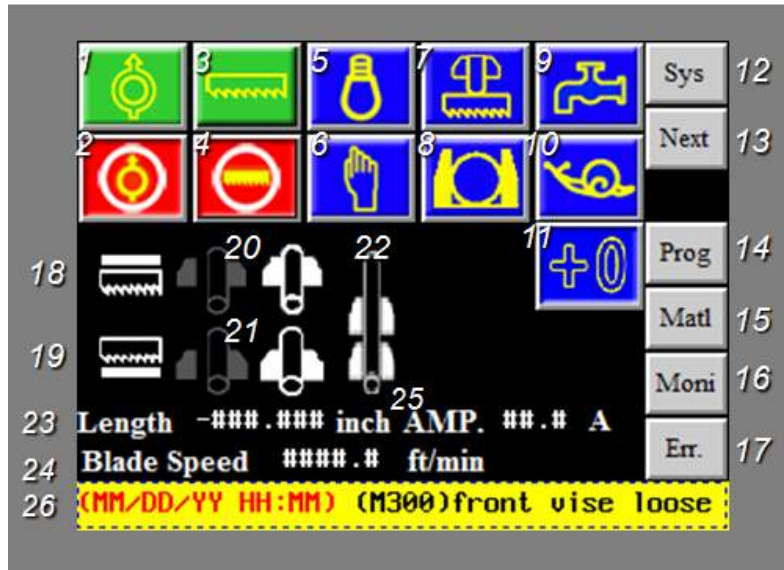 1 3 5 7 9 Sys 12
Next 13
2 4 6 8 10
11 +0 Prog 14
18 20 22
Matl 15
19 21
Moni 16
25
23 Length -###.### inch AMP. ##.# A
Err. 17
24 Blade Speed ####.# ft/min
26 (MM/DD/YY HH:MM) (M300)front vise loose